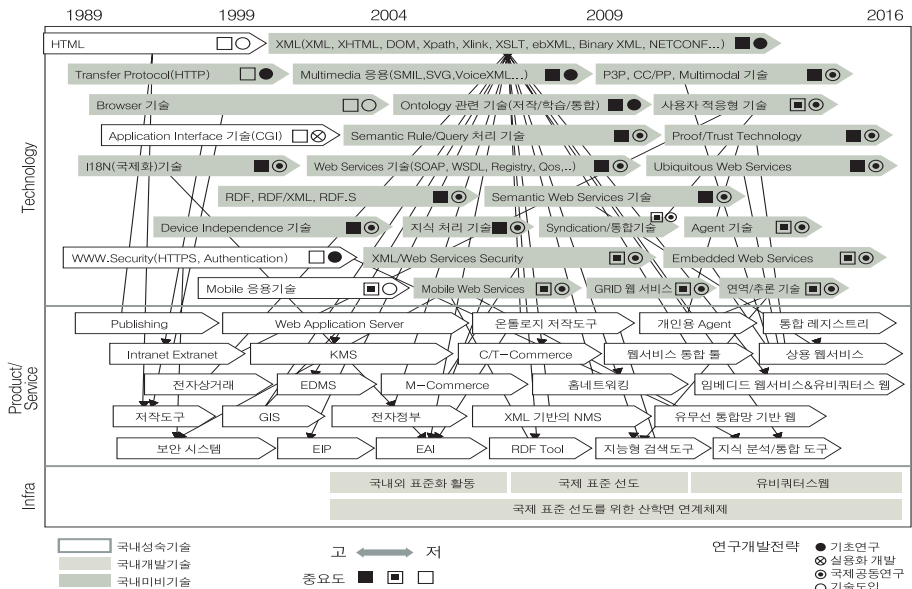 1989 1999 2004 2009 2016
Technology
HTML
XML(XML, XHTML, DOM, Xpath, Xlink, XSLT, ebXML, Binary XML, NETCONF...)
Transfer Protocol(HTTP)
Multimedia 응용(SMIL,SVG,VoiceXML...)
P3P, CC/PP, Multimodal 기술
Browser 기술
Ontology 관련 기술(저작/학습/통합)
사용자 적응형 기술
Application Interface 기술(CGI)
Semantic Rule/Query 처리 기술
Proof/Trust Technology
I18N(국제화)기술
Web Services 기술(SOAP, WSDL, Registry, Qos,..)
Ubiquitous Web Services
RDF, RDF/XML, RDF.S
Semantic Web Services 기술
Device Independence 기술
지식 처리 기술
Syndication/통합기술
Agent 기술
WWW.Security(HTTPS, Authentication)
XML/Web Services Security
Embedded Web Services
Mobile 응용기술
Mobile Web Services
GRID 웹 서비스
연역/추론 기술
Product/
Service
Publishing
Web Application Server
온톨로지 저작도구
개인용 Agent
통합 레지스트리
Intranet Extranet
KMS
C/T-Commerce
웹서비스 통합 툴
상용 웹서비스
전자상거래
EDMS
M-Commerce
홈네트워킹
임베디드 웹서비스&유비쿼터스 웹
저작도구
GIS
전자정부
XML 기반의 NMS
유무선 통합망 기반 웹
보안 시스템
EIP
EAI
RDF Tool
지능형 검색도구
지식 분석/통합 도구
Infra
국내외 표준화 활동
국제 표준 선도
유비쿼터스웹
국제 표준 선도를 위한 산학면 연계체제
국내성숙기술
국내개발기술
국내미비기술
고 저
중요도
연구개발전략
기초연구
실용화 개발
국제공동연구
기술도입